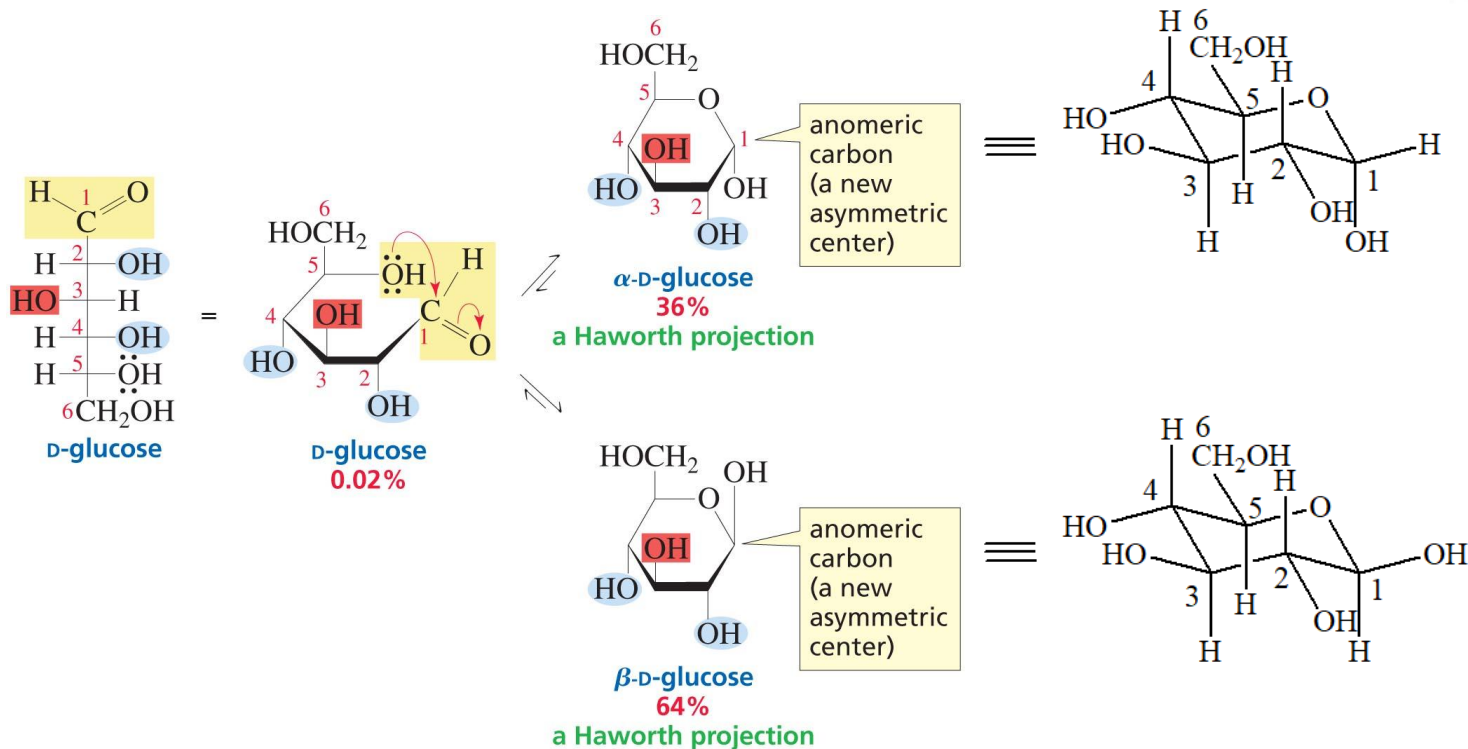 H
1
O
C
2
H
OH
3
HO
H
4
H
OH
5
H
OH
6
CH₂OH
D-glucose
=
6
HOCH₂
H
5
OH
C
4
OH
1
O
HO
3
2
OH
D-glucose
0.02%
6
HOCH₂
5
O
4
OH
1
HO
OH
3
2
OH
α-D-glucose
36%
a Haworth projection
anomeric
carbon
(a new
asymmetric
center)
≡
H
6
CH₂OH
4
H
5
O
HO
HO
H
3
2
1
H
OH
H
OH
HOCH₂
OH
O
OH
HO
OH
β-D-glucose
64%
a Haworth projection
anomeric
carbon
(a new
asymmetric
center)
≡
H
6
CH₂OH
4
H
5
O
HO
OH
HO
2
3
1
H
OH
H
H